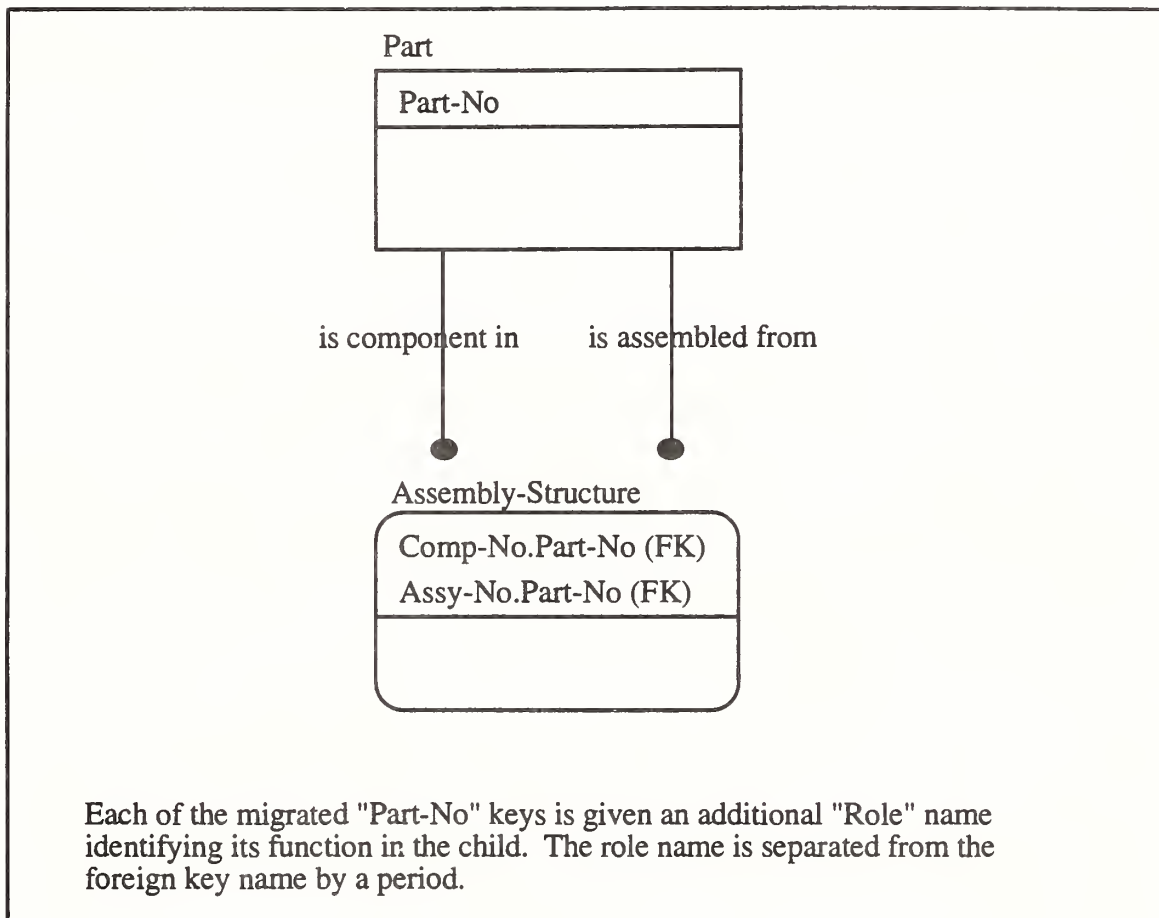 Part
Part-No
is component in
is assembled from
Assembly-Structure
Comp-No.Part-No (FK)
Assy-No.Part-No (FK)
Each of the migrated "Part-No" keys is given an additional "Role" name
identifying its function in the child. The role name is separated from the
foreign key name by a period.